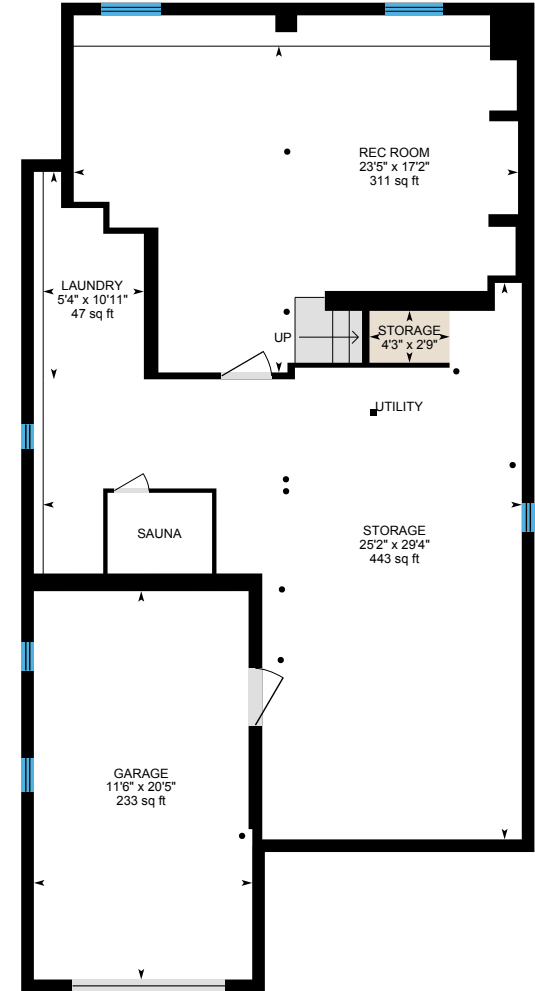 REC ROOM
23'5" x 17'2"
311 sq ft
LAUNDRY
5'4" x 10'11"
47 sq ft
UP
STORAGE
4'3" x 2'9"
UTILITY
SAUNA
STORAGE
25'2" x 29'4"
443 sq ft
GARAGE
11'6" x 20'5"
233 sq ft